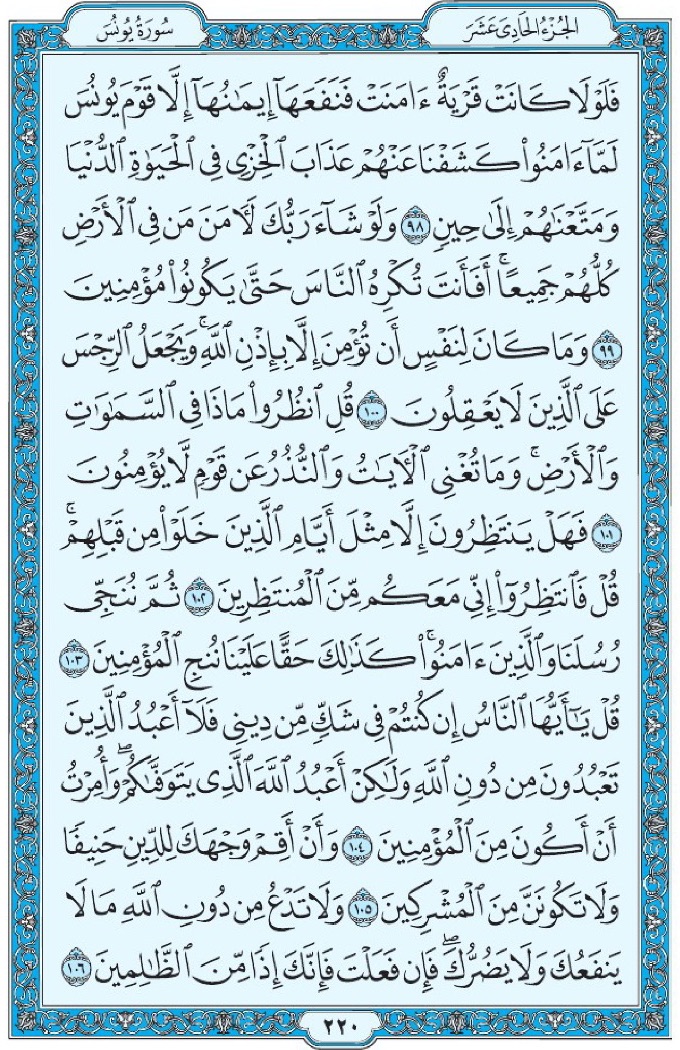 الجُزْءُ الحَادِي عَشَرَ
سُورَةُ يُونُسَ
فَلَوْلَا كَانَتْ قَرْيَةٌ ءَامَنَتْ فَنَفَعَهَآ إِيمَٰنُهَآ إِلَّا قَوْمَ يُونُسَ
لَمَّآ ءَامَنُوا۟ كَشَفْنَا عَنْهُمْ عَذَابَ ٱلْخِزْىِ فِى ٱلْحَيَوٰةِ ٱلدُّنْيَا
وَمَتَّعْنَٰهُمْ إِلَىٰ حِينٍ ٩٨ وَلَوْ شَآءَ رَبُّكَ لَءَامَنَ مَن فِى ٱلْأَرْضِ
كُلُّهُمْ جَمِيعًا ۚ أَفَأَنتَ تُكْرِهُ ٱلنَّاسَ حَتَّىٰ يَكُونُوا۟ مُؤْمِنِينَ
٩٩ وَمَا كَانَ لِنَفْسٍ أَن تُؤْمِنَ إِلَّا بِإِذْنِ ٱللَّهِ ۚ وَيَجْعَلُ ٱلرِّجْسَ
عَلَى ٱلَّذِينَ لَا يَعْقِلُونَ ١٠٠ قُلِ ٱنظُرُوا۟ مَاذَا فِى ٱلسَّمَٰوَٰتِ
وَٱلْأَرْضِ ۚ وَمَا تُغْنِى ٱلْءَايَٰتُ وَٱلنُّذُرُ عَن قَوْمٍ لَّا يُؤْمِنُونَ
١٠١ فَهَلْ يَنتَظِرُونَ إِلَّا مِثْلَ أَيَّامِ ٱلَّذِينَ خَلَوْا۟ مِن قَبْلِهِمْ ۚ
قُلْ فَٱنتَظِرُوٓا۟ إِنِّى مَعَكُم مِّنَ ٱلْمُنتَظِرِينَ ١٠٢ ثُمَّ نُنَجِّى
رُسُلَنَا وَٱلَّذِينَ ءَامَنُوا۟ ۚ كَذَٰلِكَ حَقًّا عَلَيْنَا نُنجِ ٱلْمُؤْمِنِينَ ١٠٣
قُلْ يَٰٓأَيُّهَا ٱلنَّاسُ إِن كُنتُمْ فِى شَكٍّ مِّن دِينِى فَلَآ أَعْبُدُ ٱلَّذِينَ
تَعْبُدُونَ مِن دُونِ ٱللَّهِ وَلَٰكِنْ أَعْبُدُ ٱللَّهَ ٱلَّذِى يَتَوَفَّىٰكُمْ ۖ وَأُمِرْتُ
أَنْ أَكُونَ مِنَ ٱلْمُؤْمِنِينَ ١٠٤ وَأَنْ أَقِمْ وَجْهَكَ لِلدِّينِ حَنِيفًا
وَلَا تَكُونَنَّ مِنَ ٱلْمُشْرِكِينَ ١٠٥ وَلَا تَدْعُ مِن دُونِ ٱللَّهِ مَا لَا
يَنفَعُكَ وَلَا يَضُرُّكَ ۖ فَإِن فَعَلْتَ فَإِنَّكَ إِذًا مِّنَ ٱلظَّٰلِمِينَ ١٠٦
٢٢٠